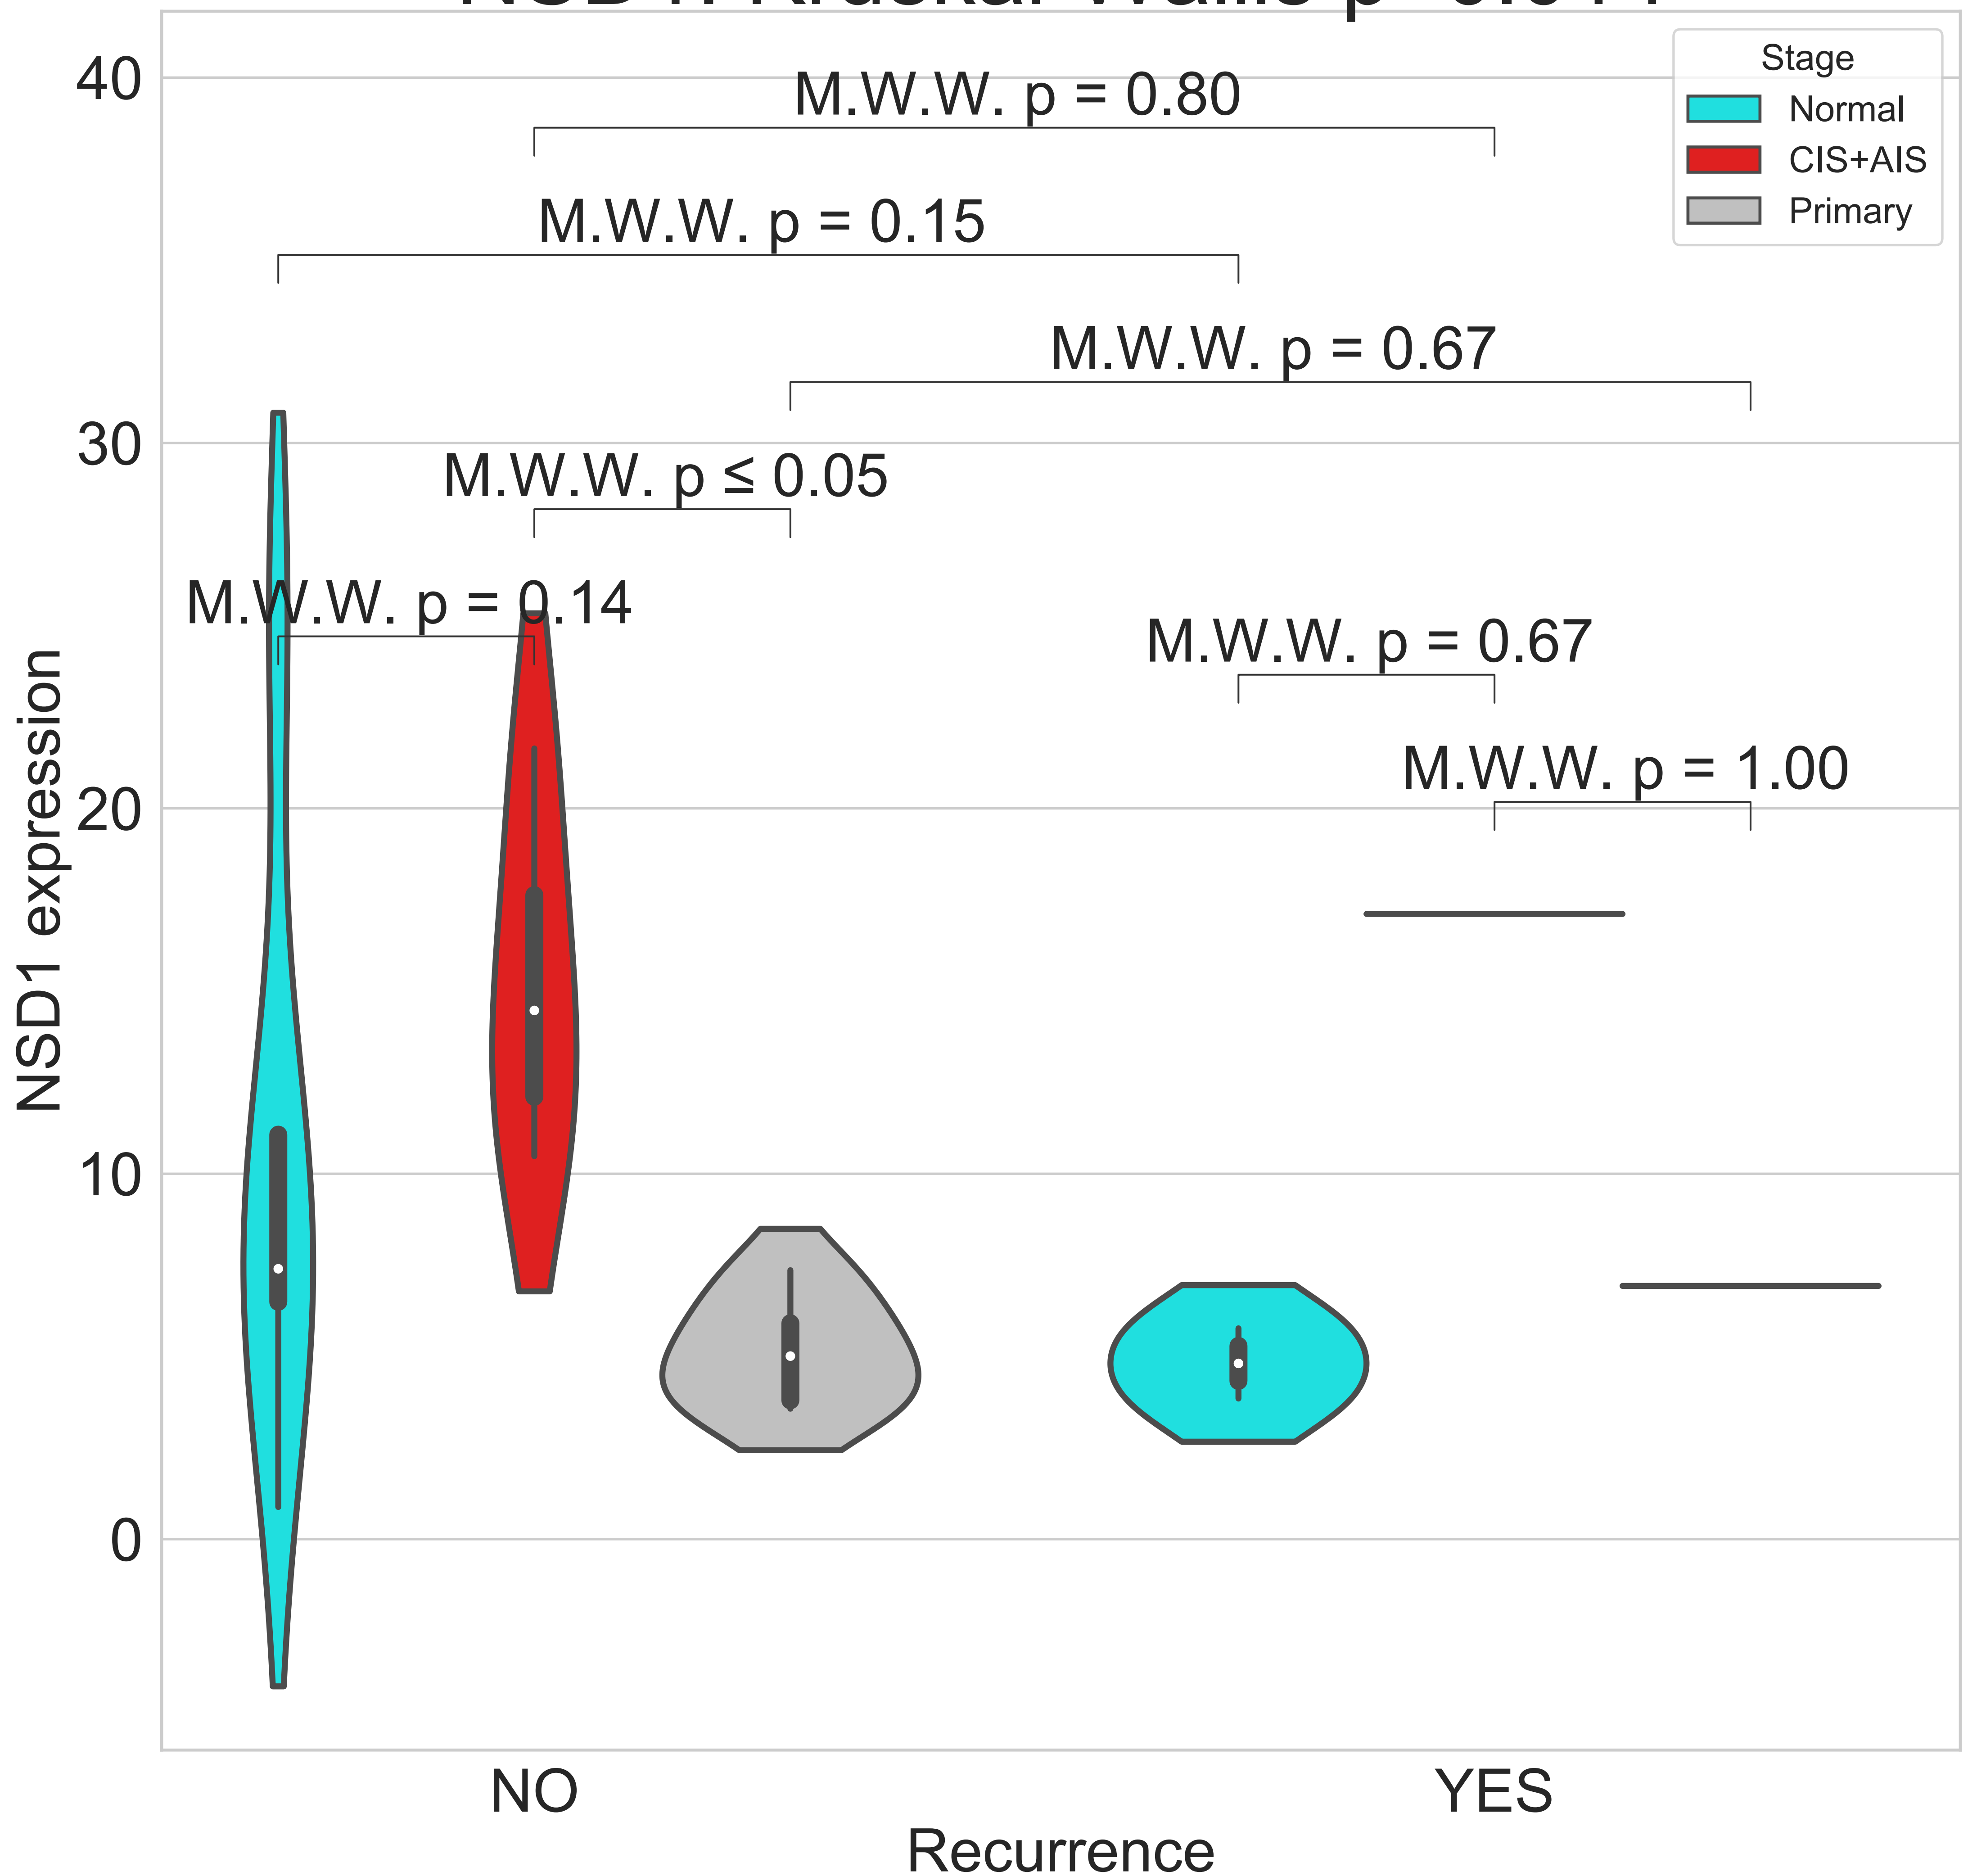 40
M.W.W. p = 0.80
Stage
Normal
CIS+AIS
Primary
M.W.W. p = 0.15
M.W.W. p = 0.67
30
M.W.W. p ≤ 0.05
M.W.W. p = 0.14
M.W.W. p = 0.67
M.W.W. p = 1.00
NSD1 expression
20
10
0
NO
YES
Recurrence